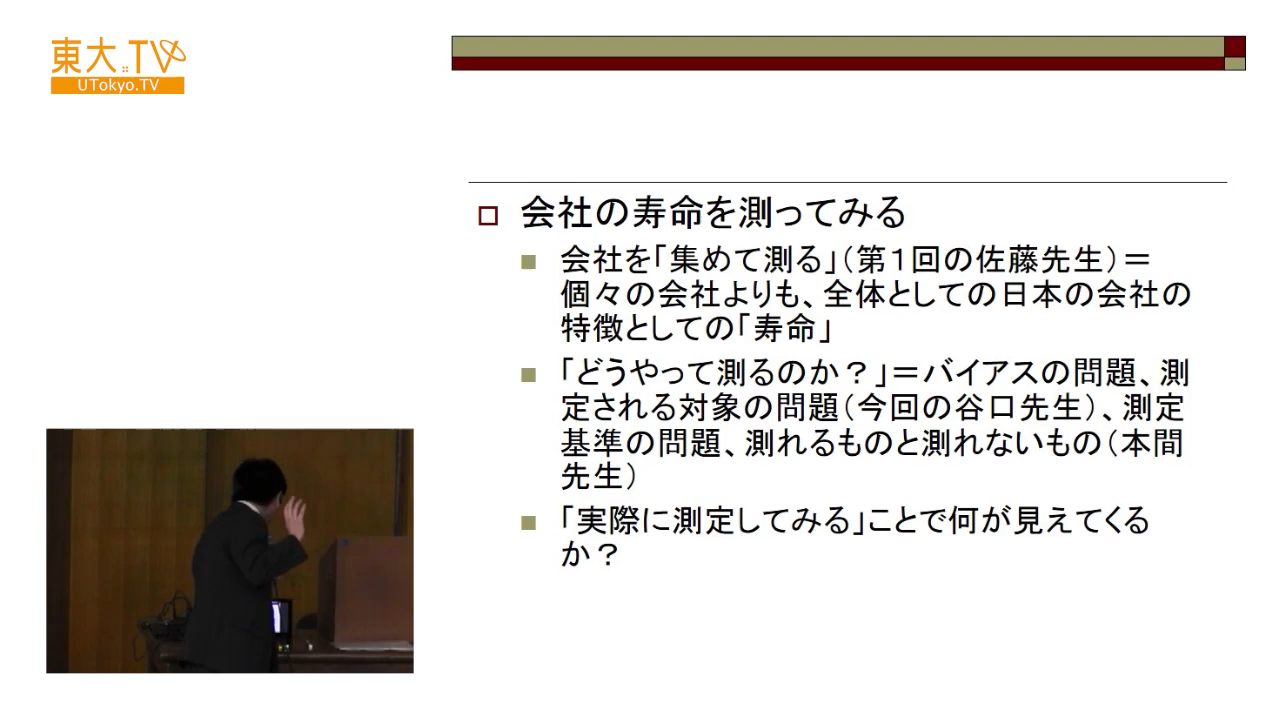 東大.TV
UTokyo.TV
会社の寿命を測ってみる
会社を「集めて測る」(第1回の佐藤先生)=
個々の会社よりも、全体としての日本の会社の
特徴としての「寿命」
「どうやって測るのか?」=バイアスの問題、測
定される対象の問題(今回の谷口先生)、測定
基準の問題、測れるものと測れないもの(本間
先生)
「実際に測定してみる」ことで何が見えてくる
か?